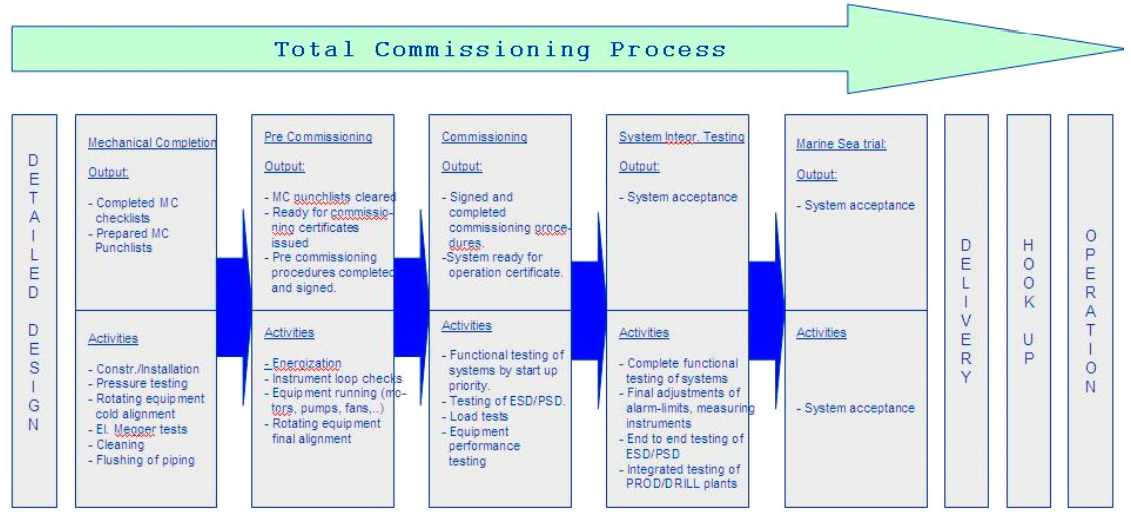 Total Commissioning Process
DETAILED DESIGN
Mechanical Completion
Output:
- Completed MC
checklists
- Prepared MC
Punchlists
Activities
- Constr./Installation
- Pressure testing
- Rotating equipment
cold alignment
- El. Megger tests
- Cleaning
- Flushing of piping
Pre Commissioning
Output:
- MC punchlists cleared
- Ready for commissio-
ning certificates
issued
- Pre commissioning
procedures completed
and signed.
Activities
- Energization
- Instrument loop checks
- Equipment running (mo-
tors, pumps, fans,..)
- Rotating equipment
final alignment
Commissioning
Output:
- Signed and
completed
commissioning proce-
dures.
-System ready for
operation certificate.
Activities
- Functional testing of
systems by start up
priority.
- Testing of ESD/PSD.
- Load tests
- Equipment
performance
testing
System Integr. Testing
Output:
- System acceptance
Activities
- Complete functional
testing of systems
- Final adjustments of
alarm-limits, measuring
instruments
- End to end testing of
ESD/PSD
- Integrated testing of
PROD/DRILL plants
Marine Sea trial:
Output:
- System acceptance
Activities
- System acceptance
DELIVERY
HOOK UP
OPERATION